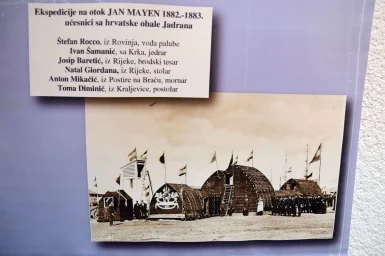 Ekspedicije na otok JAN MAYEN 1882.-1883.
učesnici sa hrvatske obale Jadrana
Štefan Rocco, iz Rovinja, vođa palube
Ivan Šamanić, sa Krka, jedrar
Josip Baretić, iz Rijeke, brodski tesar
Natal Giordana, iz Rijeke, stolar
Anton Mikačić, iz Postire na Braču, mornar
Toma Diminić, iz Kraljevice, postolar